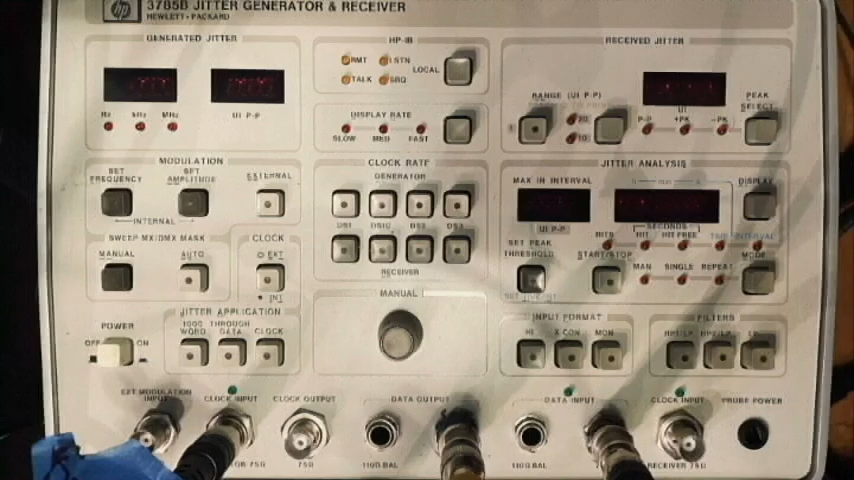 hp 3785B JITTER GENERATOR & RECEIVER
HEWLETT • PACKARD
GENERATED JITTER
Hz kHz MHz
UI P-P
HP-IB
RMT LSTN
TALK SRQ
LOCAL
DISPLAY RATE
SLOW MED FAST
RECEIVED JITTER
RANGE (UI P-P)
1
20
10
UI
P-P +PK -PK
PEAK
SELECT
MODULATION
SET
FREQUENCY
SET
AMPLITUDE
EXTERNAL
INTERNAL
SWEEP MX/DMX MASK
MANUAL AUTO
CLOCK
EXT
INT
CLOCK RATE
GENERATOR
DS1 DS1C DS2 DS3
RECEIVER
JITTER ANALYSIS
MAX IN INTERVAL
UI P-P
DISPLAY
SECONDS
HITS HIT HIT FREE TIME INTERVAL
SET PEAK
THRESHOLD
START/STOP
MAN SINGLE REPEAT
MODE
POWER
OFF ON
JITTER APPLICATION
1000
WORD
THROUGH
DATA
CLOCK
MANUAL
INPUT FORMAT
HI X CON MON
FILTERS
EXT MODULATION
INPUT
CLOCK INPUT
CLOCK OUTPUT
75Ω
DATA OUTPUT
110Ω BAL
DATA INPUT
110Ω BAL
CLOCK INPUT
RECEIVER 75Ω
PROBE POWER